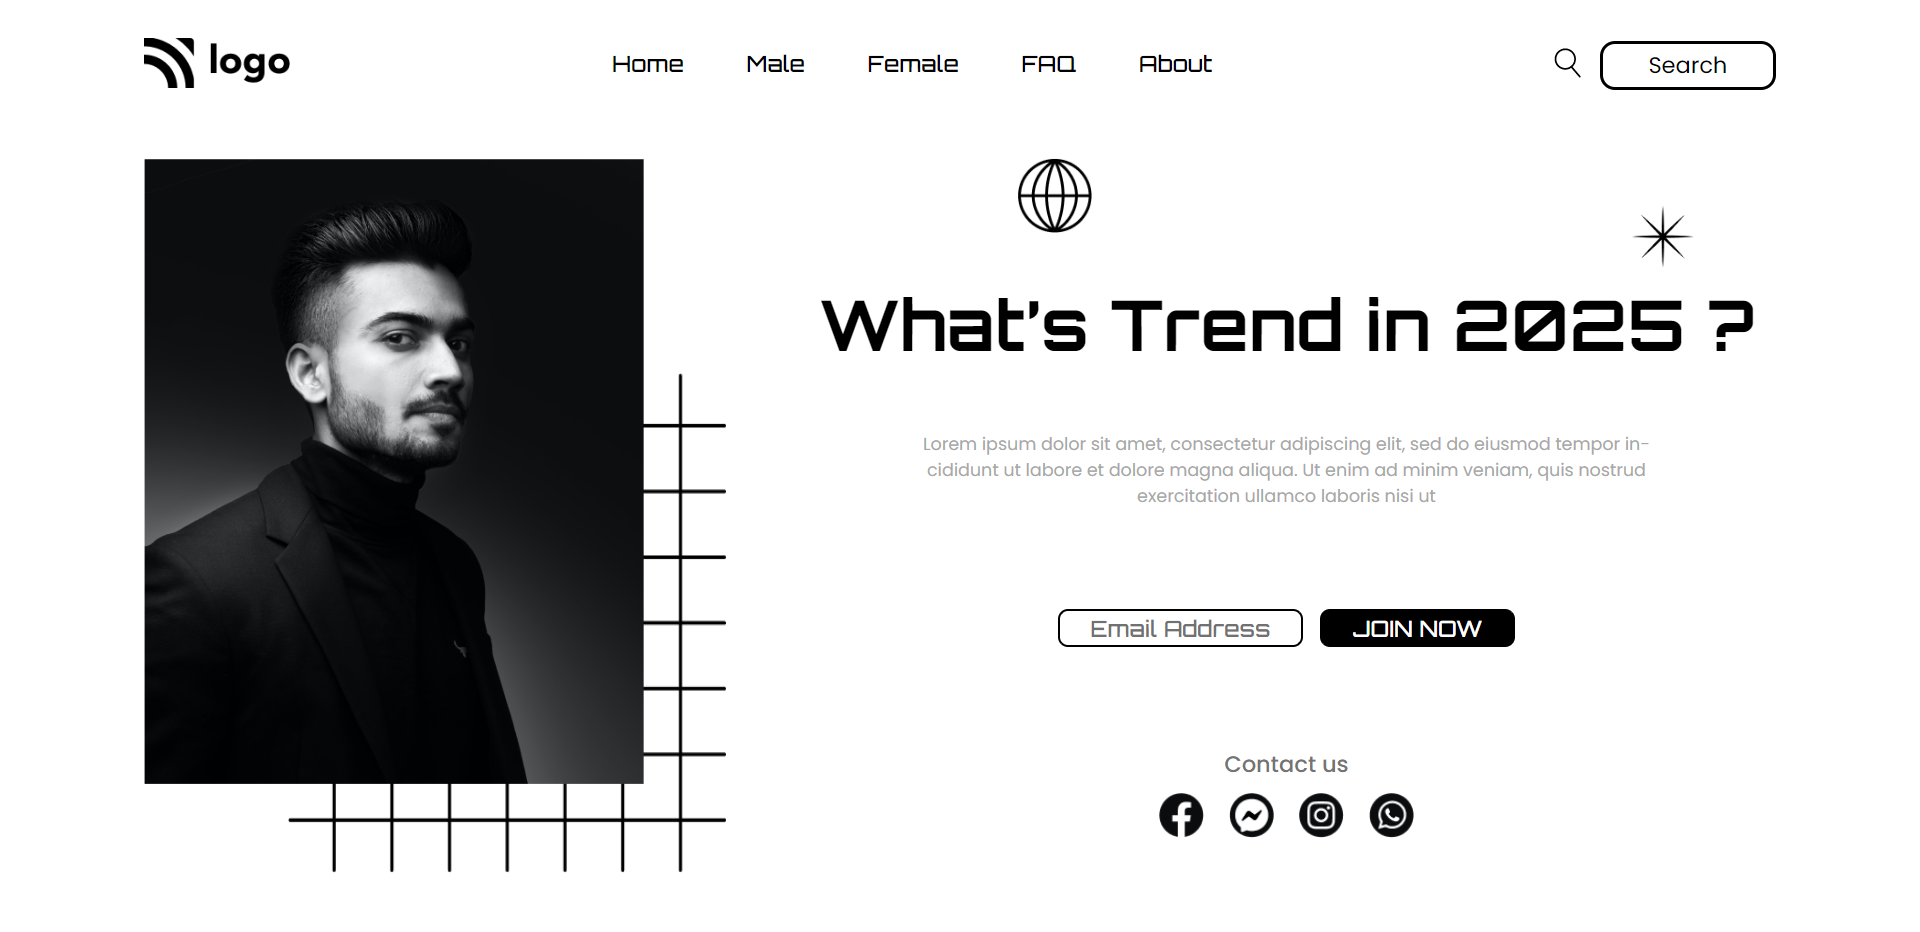 logo
Home Male Female FAQ About
Search
What's Trend in 2025 ?
Lorem ipsum dolor sit amet, consectetur adipiscing elit, sed do eiusmod tempor in-
cididunt ut labore et dolore magna aliqua. Ut enim ad minim veniam, quis nostrud
exercitation ullamco laboris nisi ut
Email Address
JOIN NOW
Contact us